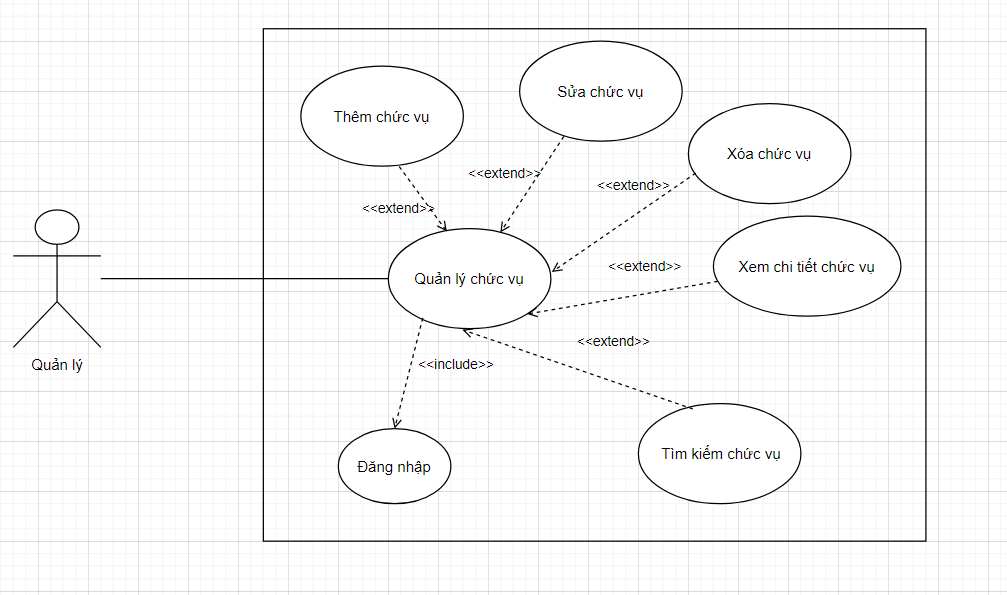 Sửa chức vụ
Thêm chức vụ
Xóa chức vụ
<<extend>>
<<extend>>
<<extend>>
Quản lý chức vụ
<<extend>>
Xem chi tiết chức vụ
<<extend>>
Quản lý
<<include>>
Tìm kiếm chức vụ
Đăng nhập